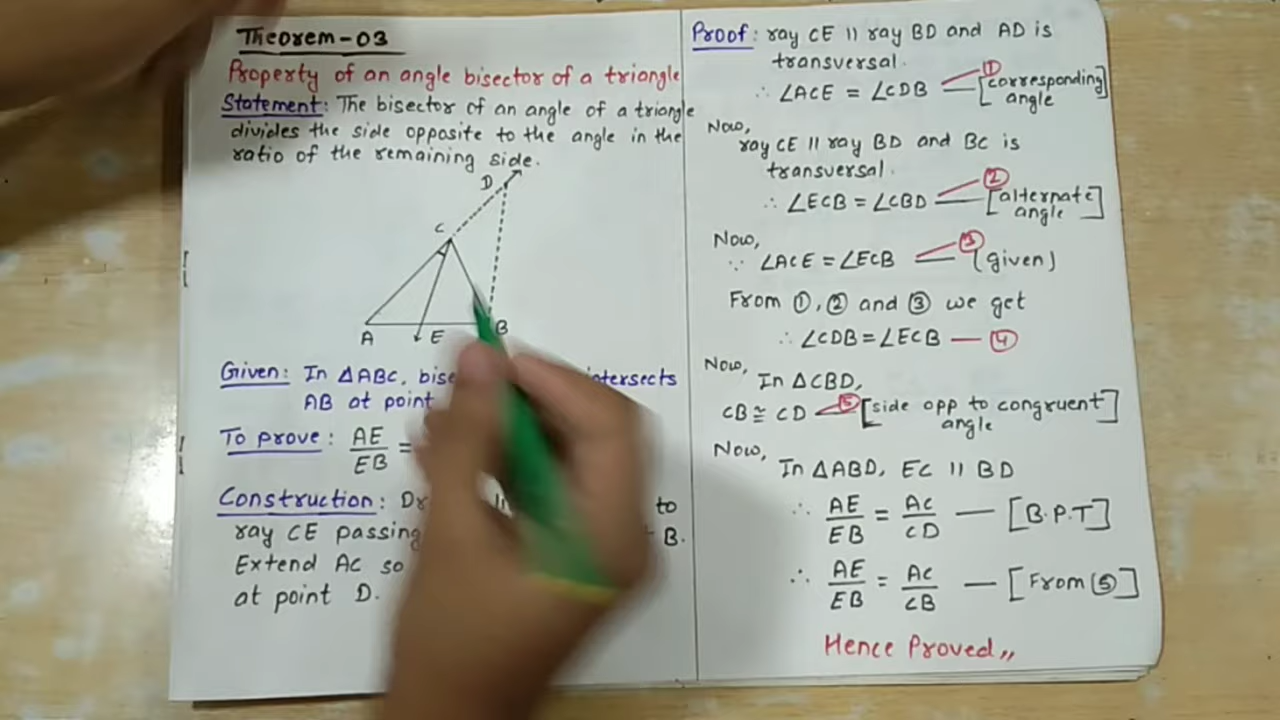 Theorem-03
Property of an angle bisector of a triangle
Statement: The bisector of an angle of a triangle
divides the side opposite to the angle in the
ratio of the remaining side.
D
C
A
E
B
Given: In △ABC, bise intersects
AB at point
To prove: AE/EB =
Construction: to
ray CE passing B.
Extend AC so
at point D.
Proof: ray CE || ray BD and AD is
transversal.
∴ ∠ACE = ∠CDB — ① [corresponding
angle]
Now,
ray CE || ray BD and BC is
transversal.
∴ ∠ECB = ∠CBD — ② [alternate
angle]
Now,
∵ ∠ACE = ∠ECB — ③ (given)
From ①, ② and ③ we get
∴ ∠CDB = ∠ECB — ④
Now,
In △CBD,
CB ≅ CD — ⑤ [side opp to congruent
angle]
Now,
In △ABD, EC || BD
∴ AE/EB = AC/CD — [B.P.T]
∴ AE/EB = AC/CB — [From ⑤]
Hence Proved,,